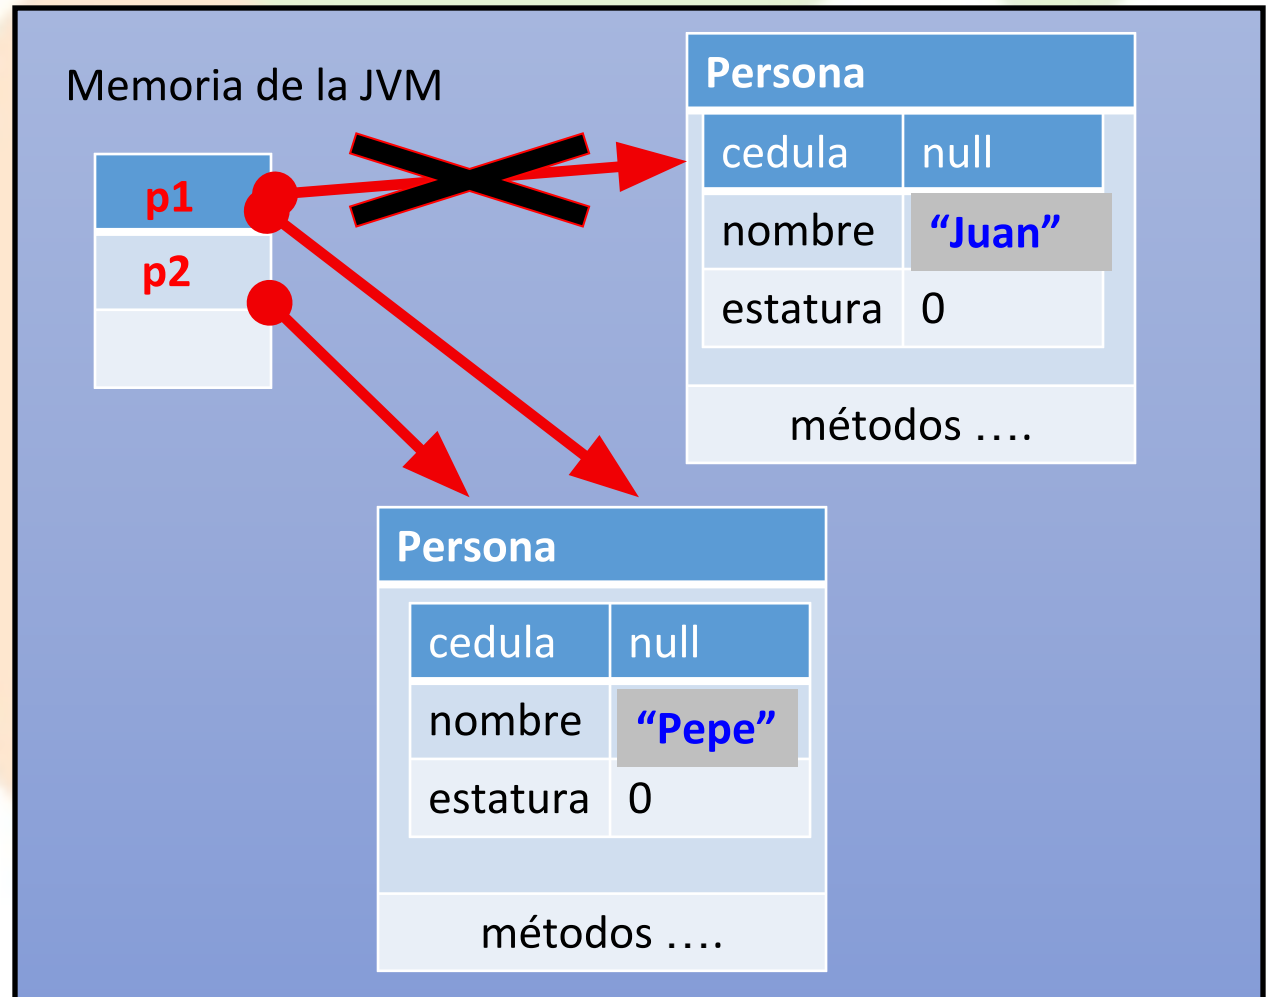 Memoria de la JVM
p1
p2
Persona
cedula null
nombre “Juan”
estatura 0
métodos ....
Persona
cedula null
nombre “Pepe”
estatura 0
métodos ....